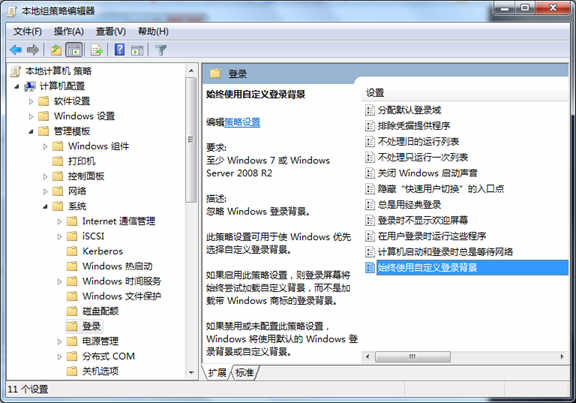 本地组策略编辑器
文件(F) 操作(A) 查看(V) 帮助(H)
本地计算机 策略
计算机配置
软件设置
Windows 设置
管理模板
Windows 组件
打印机
控制面板
网络
系统
Internet 通信管理
iSCSI
Kerberos
Windows 热启动
Windows 时间服务
Windows 文件保护
磁盘配额
登录
电源管理
分布式 COM
关机选项
登录
始终使用自定义登录背景
编辑策略设置
要求:
至少 Windows 7 或 Windows
Server 2008 R2
描述:
忽略 Windows 登录背景。
此策略设置可用于使 Windows 优先
选择自定义登录背景。
如果启用此策略设置，则登录屏幕将
始终尝试加载自定义背景，而不是加
载带 Windows 商标的登录背景。
如果禁用或未配置此策略设置，
Windows 将使用默认的 Windows 登
录背景或自定义背景。
设置
分配默认登录域
排除凭据提供程序
不处理旧的运行列表
不处理只运行一次列表
关闭 Windows 启动声音
隐藏“快速用户切换”的入口点
总是用经典登录
登录时不显示欢迎屏幕
在用户登录时运行这些程序
计算机启动和登录时总是等待网络
始终使用自定义登录背景
扩展 标准
11 个设置